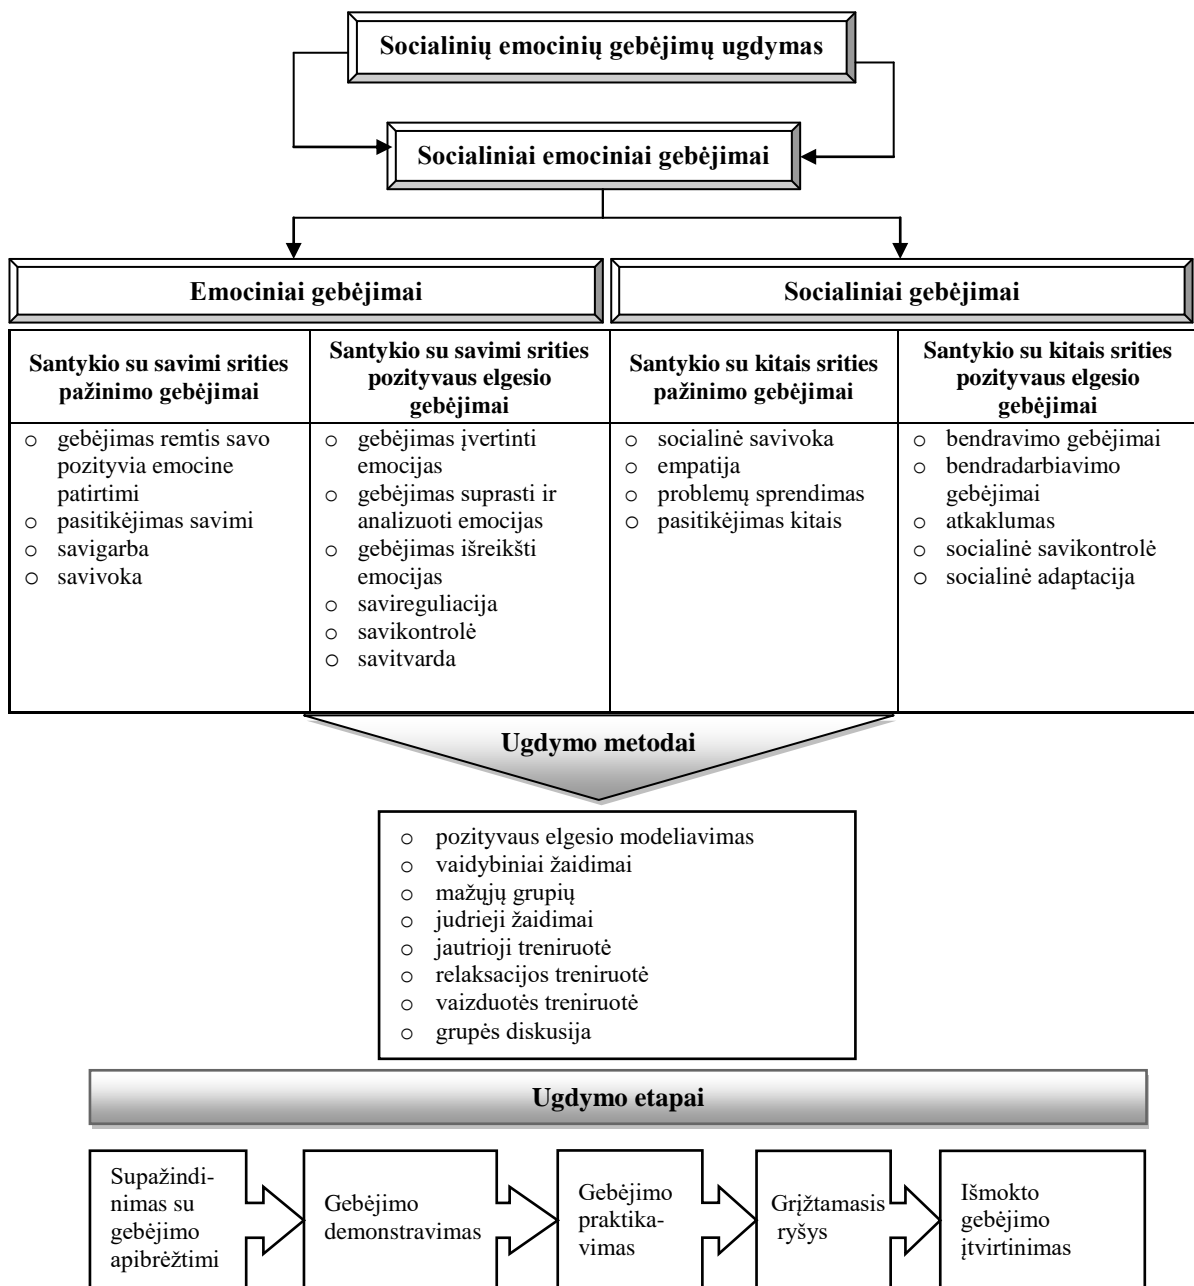 Socialinių emocinių gebėjimų ugdymas
Socialiniai emociniai gebėjimai
Emociniai gebėjimai
Socialiniai gebėjimai
Santykio su savimi srities
pažinimo gebėjimai
Santykio su savimi srities
pozityvaus elgesio
gebėjimai
Santykio su kitais srities
pažinimo gebėjimai
Santykio su kitais srities
pozityvaus elgesio
gebėjimai
o gebėjimas remtis savo
pozityvia emocine
patirtimi
o pasitikėjimas savimi
o savigarba
o savivoka
o gebėjimas įvertinti
emocijas
o gebėjimas suprasti ir
analizuoti emocijas
o gebėjimas išreikšti
emocijas
o savireguliacija
o savikontrolė
o savitvarda
o socialinė savivoka
o empatija
o problemų sprendimas
o pasitikėjimas kitais
o bendravimo gebėjimai
o bendradarbiavimo
gebėjimai
o atkaklumas
o socialinė savikontrolė
o socialinė adaptacija
Ugdymo metodai
o pozityvaus elgesio modeliavimas
o vaidybiniai žaidimai
o mažųjų grupių
o judrieji žaidimai
o jautrioji treniruotė
o relaksacijos treniruotė
o vaizduotės treniruotė
o grupės diskusija
Ugdymo etapai
Supažindi-
nimas su
gebėjimo
apibrėžtimi
Gebėjimo
demonstravimas
Gebėjimo
praktika-
vimas
Grįžtamasis
ryšys
Išmokto
gebėjimo
įtvirtinimas